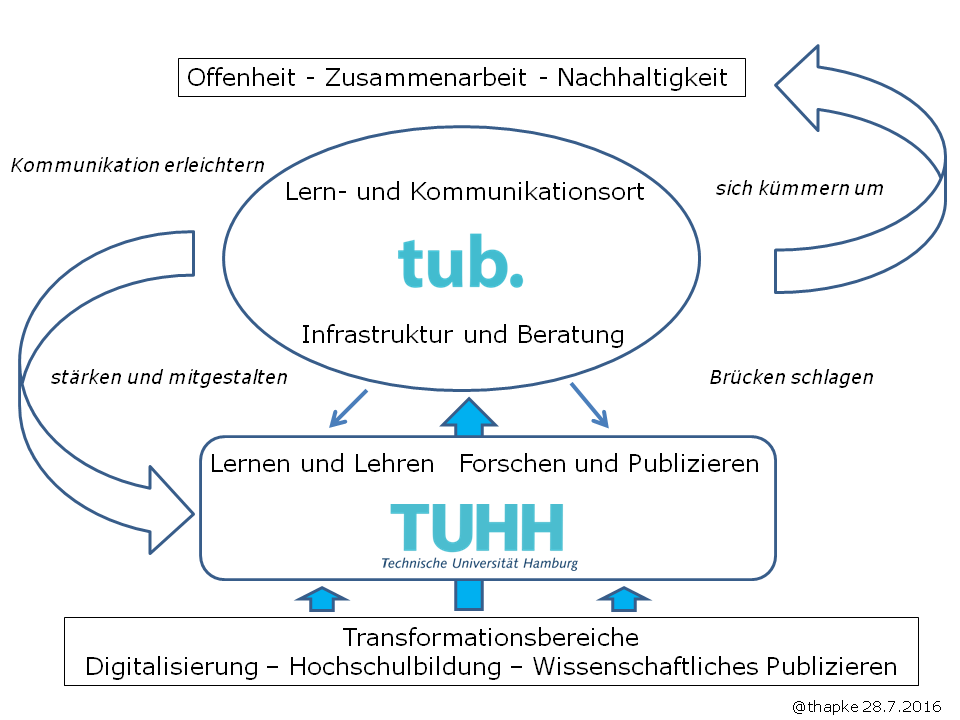 Offenheit - Zusammenarbeit - Nachhaltigkeit
Kommunikation erleichtern
Lern- und Kommunikationsort
sich kümmern um
tub.
Infrastruktur und Beratung
stärken und mitgestalten
Brücken schlagen
Lernen und Lehren Forschen und Publizieren
TUHH
Technische Universität Hamburg
Transformationsbereiche
Digitalisierung – Hochschulbildung – Wissenschaftliches Publizieren
@thapke 28.7.2016